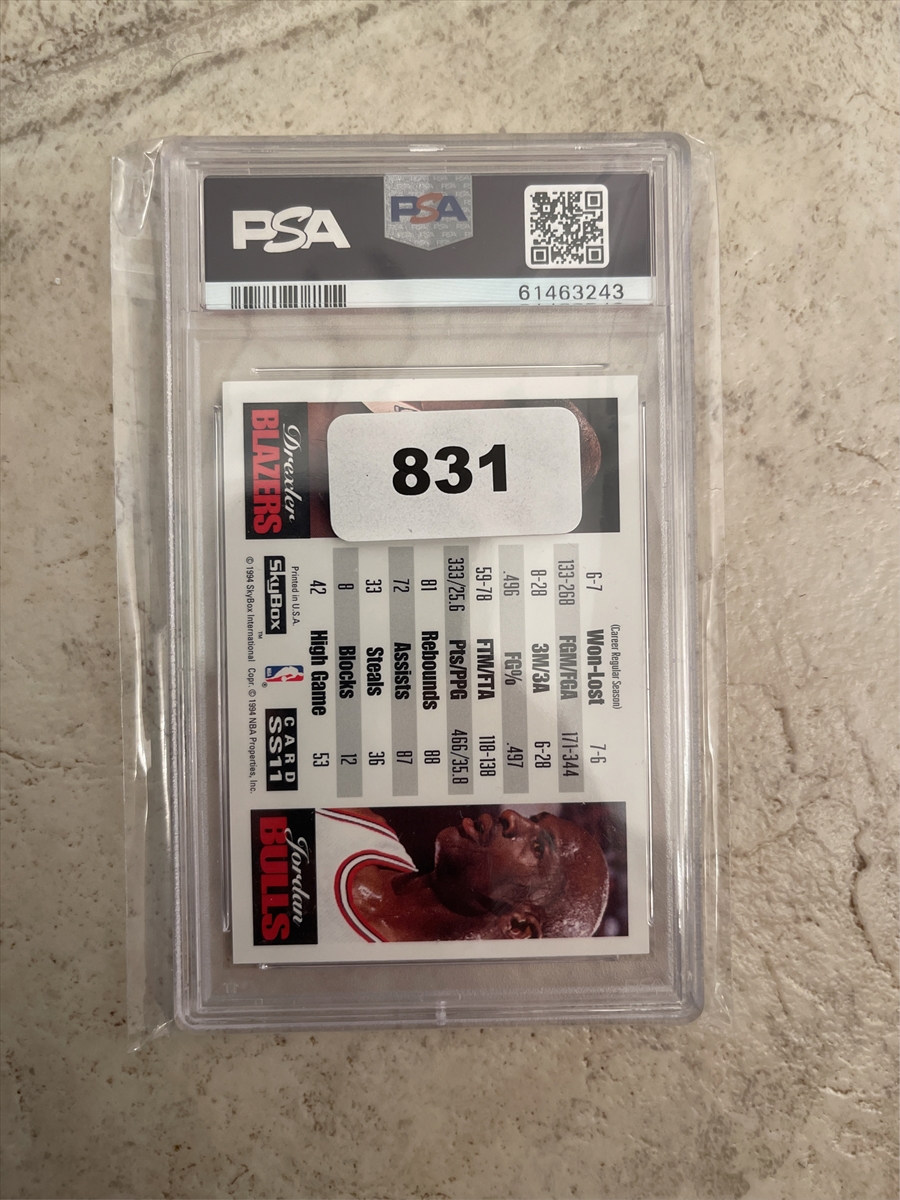 PSA
PSA
61463243
831
Drexler
BLAZERS
(Career Regular Season)
6-7 Won-Lost 7-6
133-268 FGM/FGA 171-344
8-28 3M/3A 6-28
.496 FG% .497
59-78 FTM/FTA 118-138
333/25.6 Pts/PPG 466/35.8
81 Rebounds 88
72 Assists 87
33 Steals 36
8 Blocks 12
42 High Game 53
Printed in U.S.A.
SkyBox™
NBA®
CARD
SS11
© 1994 SkyBox International Copr. © 1994 NBA Properties, Inc.
Jordan
BULLS